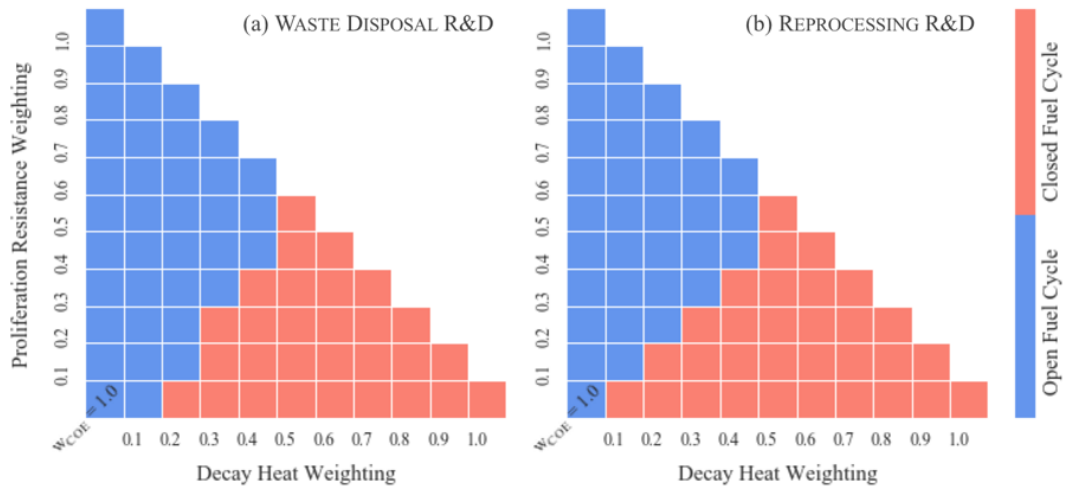 (a) WASTE DISPOSAL R&D
(b) REPROCESSING R&D
Proliferation Resistance Weighting
1.0
0.9
0.8
0.7
0.6
0.5
0.4
0.3
0.2
0.1
wCOE = 1.0
0.1 0.2 0.3 0.4 0.5 0.6 0.7 0.8 0.9 1.0
Decay Heat Weighting
1.0
0.9
0.8
0.7
0.6
0.5
0.4
0.3
0.2
0.1
wCOE = 1.0
0.1 0.2 0.3 0.4 0.5 0.6 0.7 0.8 0.9 1.0
Decay Heat Weighting
Closed Fuel Cycle
Open Fuel Cycle